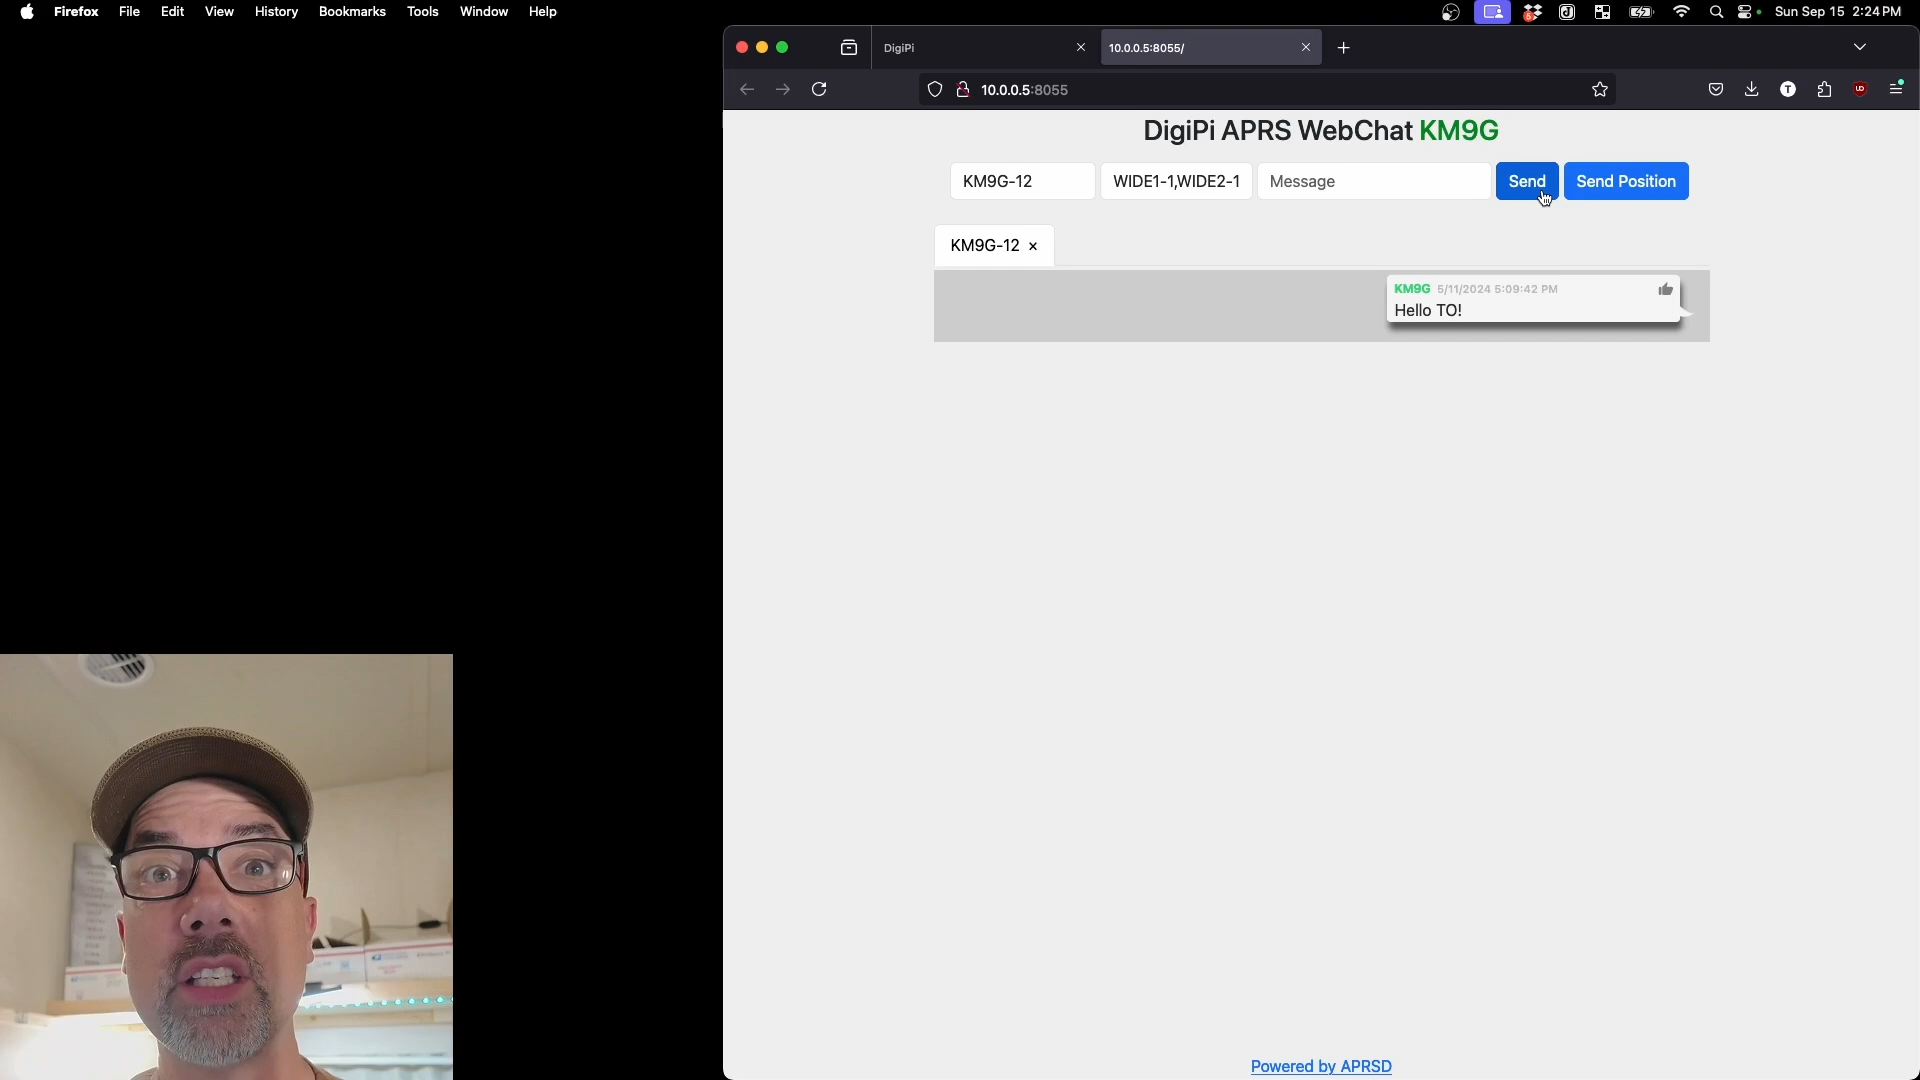 Firefox File Edit View History Bookmarks Tools Window Help Sun Sep 15 2:24 PM
DigiPi 10.0.0.5:8055/
10.0.0.5:8055
DigiPi APRS WebChat KM9G
KM9G-12 WIDE1-1,WIDE2-1 Message Send Send Position
KM9G-12
KM9G 5/11/2024 5:09:42 PM
Hello TO!
Powered by APRSD